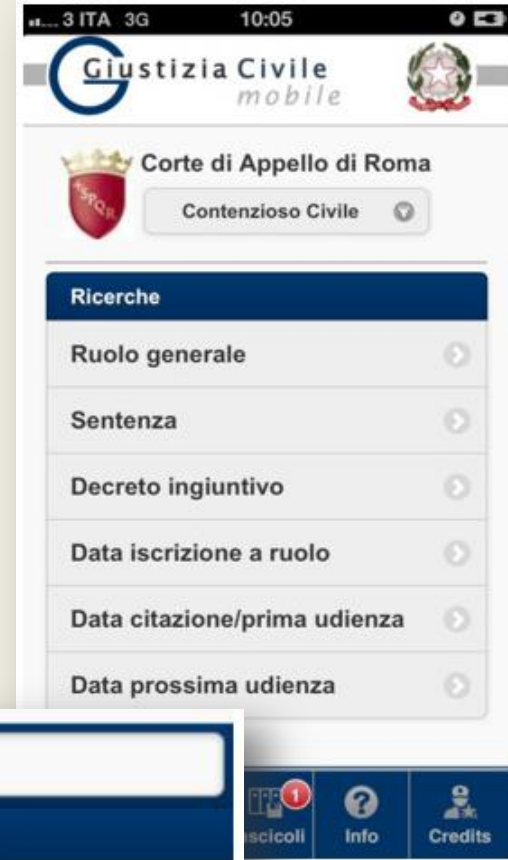 3 ITA 3G 10:05
Giustizia Civile
mobile
Corte di Appello di Roma
S.P.Q.R.
Contenzioso Civile
Ricerche
Ruolo generale
Sentenza
Decreto ingiuntivo
Data iscrizione a ruolo
Data citazione/prima udienza
Data prossima udienza
1
scicoli Info Credits